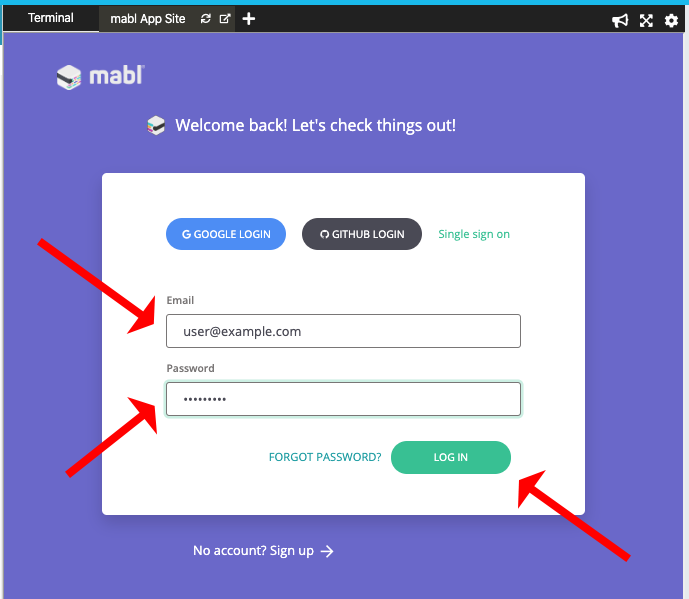 Terminal
mabl App Site
mabl
Welcome back! Let's check things out!
GOOGLE LOGIN
GITHUB LOGIN
Single sign on
Email
user@example.com
Password
•••••••••
FORGOT PASSWORD?
LOG IN
No account? Sign up →